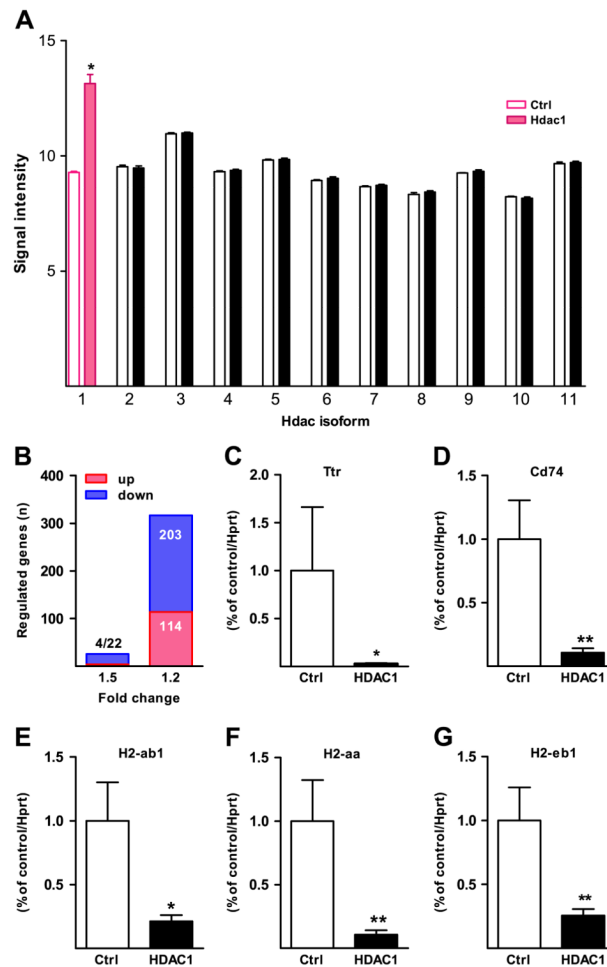 A
15
*
Ctrl
Hdac1
10
Signal intensity
5
1 2 3 4 5 6 7 8 9 10 11
Hdac isoform
B
400
up
down
300
203
Regulated genes (n)
200
100
4/22
114
1.5 1.2
Fold change
C
Ttr
2.0
1.5
(%of control/Hprt)
1.0
0.5
*
Ctrl HDAC1
D
Cd74
1.5
(%of control/Hprt)
1.0
0.5
**
Ctrl HDAC1
E
H2-ab1
1.5
(%of control/Hprt)
1.0
0.5
*
Ctrl HDAC1
F
H2-aa
1.5
(%of control/Hprt)
1.0
0.5
**
Ctrl HDAC1
G
H2-eb1
1.5
(%of control/Hprt)
1.0
0.5
**
Ctrl HDAC1